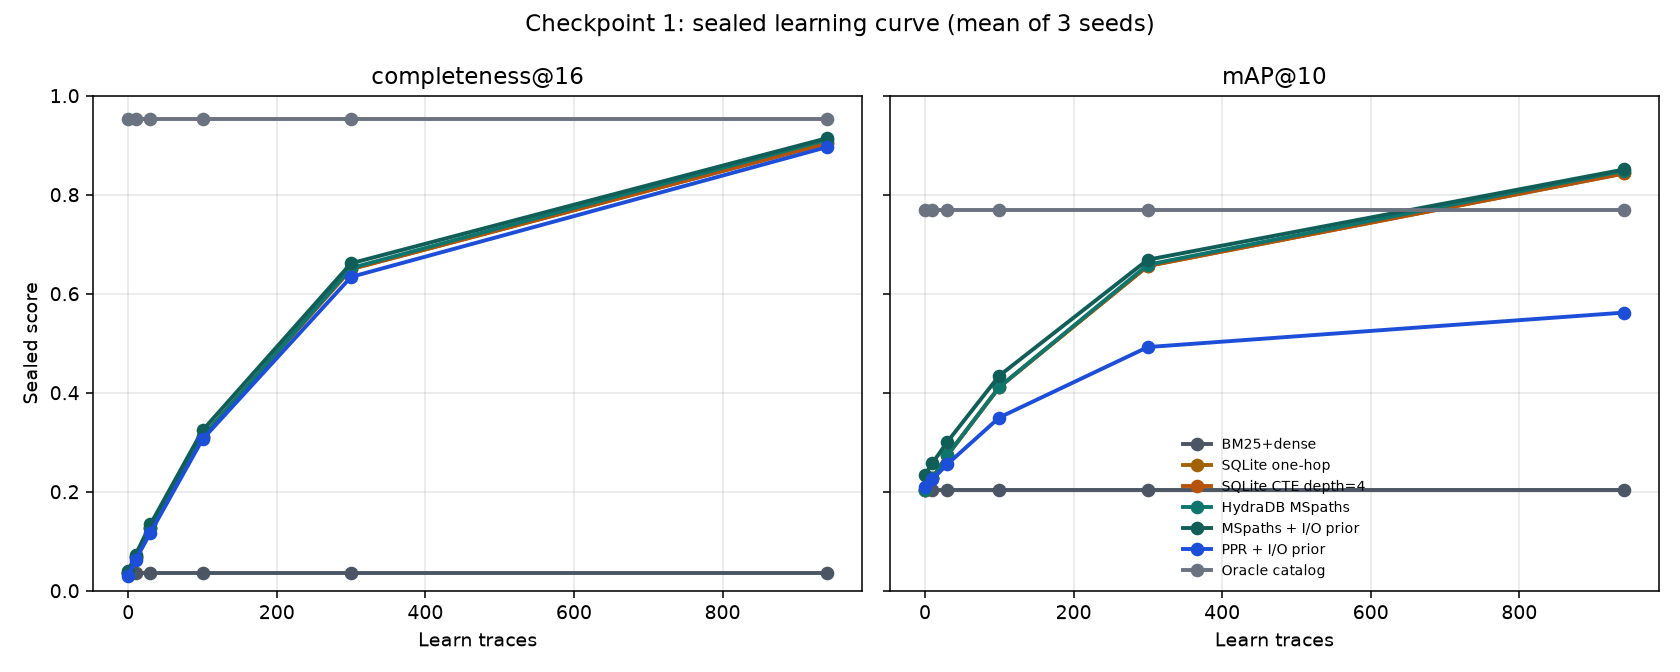 Checkpoint 1: sealed learning curve (mean of 3 seeds)
completeness@16
mAP@10
1.0
0.8
0.6
0.4
0.2
0.0
Sealed score
0 200 400 600 800
Learn traces
0 200 400 600 800
Learn traces
BM25+dense
SQLite one-hop
SQLite CTE depth=4
HydraDB MSpaths
MSpaths + I/O prior
PPR + I/O prior
Oracle catalog